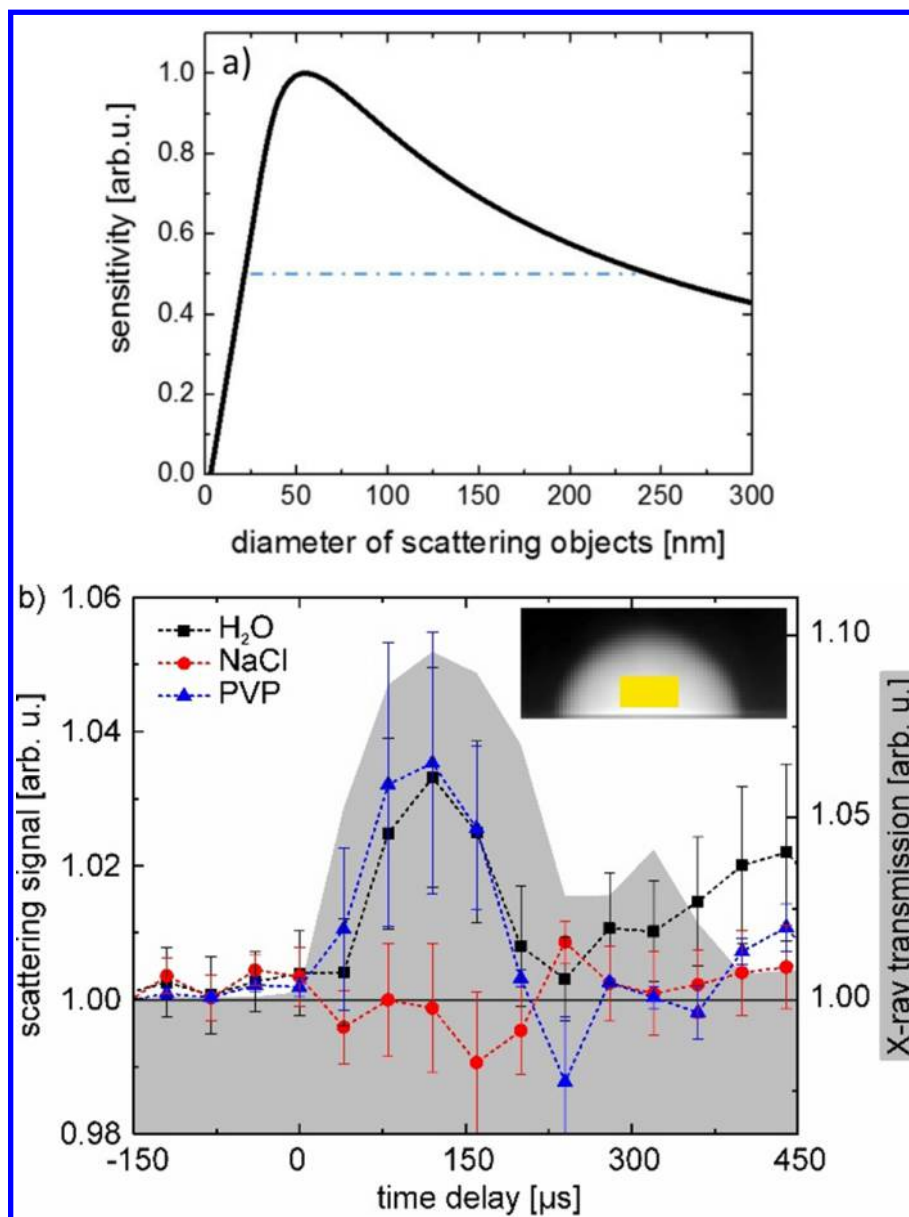 a)
1.0
0.8
0.6
0.4
0.2
0.0
sensitivity [arb.u.]
0 50 100 150 200 250 300
diameter of scattering objects [nm]
b)
1.06
1.04
1.02
1.00
0.98
scattering signal [arb. u.]
H₂O
NaCl
PVP
1.10
1.05
1.00
X-ray transmission [arb. u.]
-150 0 150 300 450
time delay [µs]